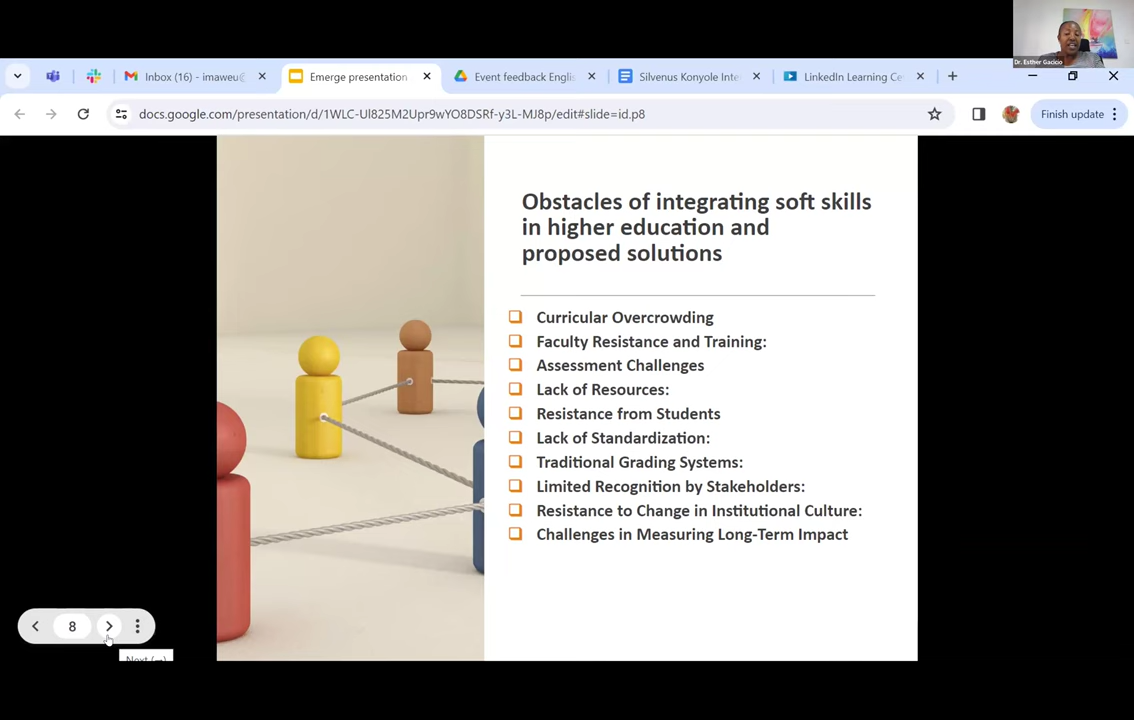 Dr. Esther Gacicio
Inbox (16) - imaweu@
Emerge presentation
Event feedback Englis
Silvenus Konyole Inte
LinkedIn Learning Ce
docs.google.com/presentation/d/1WLC-Ul825M2Upr9wYO8DSRf-y3L-MJ8p/edit#slide=id.p8
Finish update
Obstacles of integrating soft skills
in higher education and
proposed solutions
Curricular Overcrowding
Faculty Resistance and Training:
Assessment Challenges
Lack of Resources:
Resistance from Students
Lack of Standardization:
Traditional Grading Systems:
Limited Recognition by Stakeholders:
Resistance to Change in Institutional Culture:
Challenges in Measuring Long-Term Impact
8
Next (→)